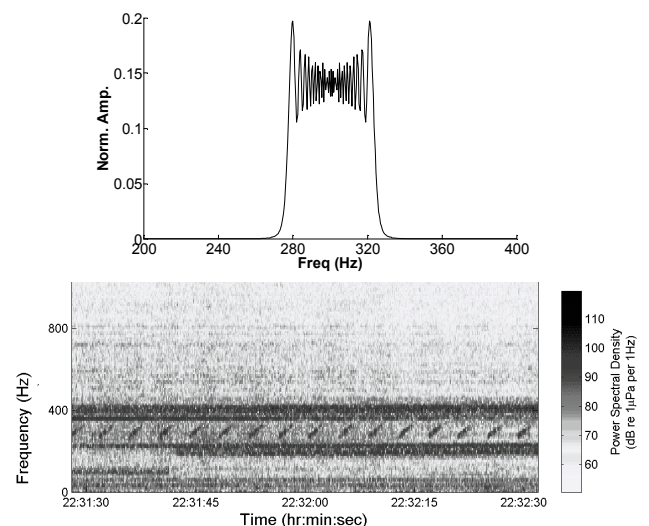 0.2
0.15
0.1
0.05
0
Norm. Amp.
200 240 280 320 360 400
Freq (Hz)
800
400
0
Frequency (Hz)
22:31:30 22:31:45 22:32:00 22:32:15 22:32:30
Time (hr:min:sec)
110
100
90
80
70
60
Power Spectral Density
(dB re 1µPa per 1Hz)